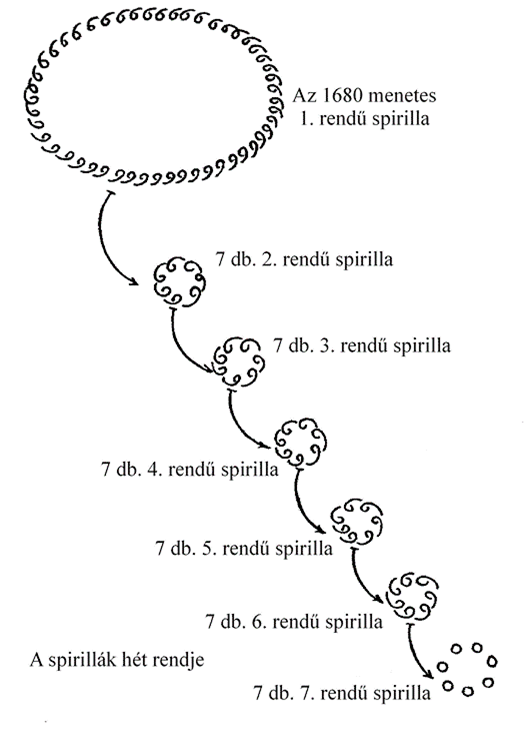 Az 1680 menetes
1. rendű spirilla
7 db. 2. rendű spirilla
7 db. 3. rendű spirilla
7 db. 4. rendű spirilla
7 db. 5. rendű spirilla
7 db. 6. rendű spirilla
A spirillák hét rendje
7 db. 7. rendű spirilla